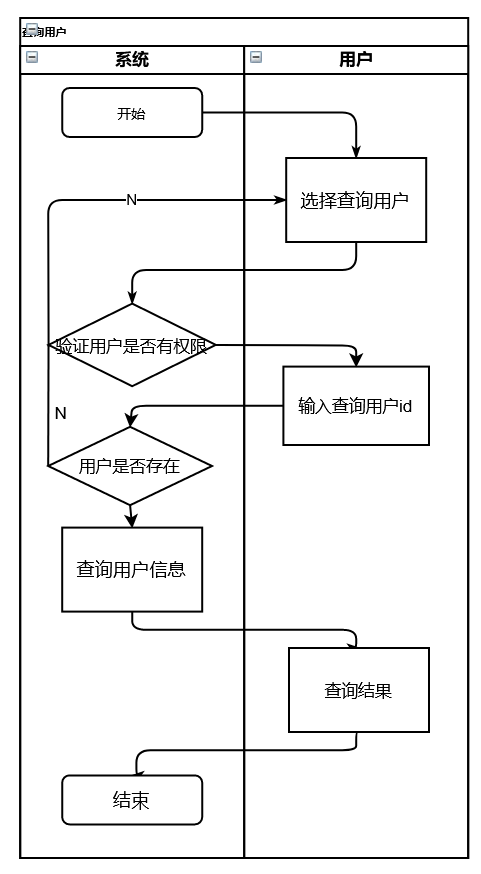 查询用户
系统
用户
开始
选择查询用户
N
验证用户是否有权限
输入查询用户id
N
用户是否存在
查询用户信息
查询结果
结束